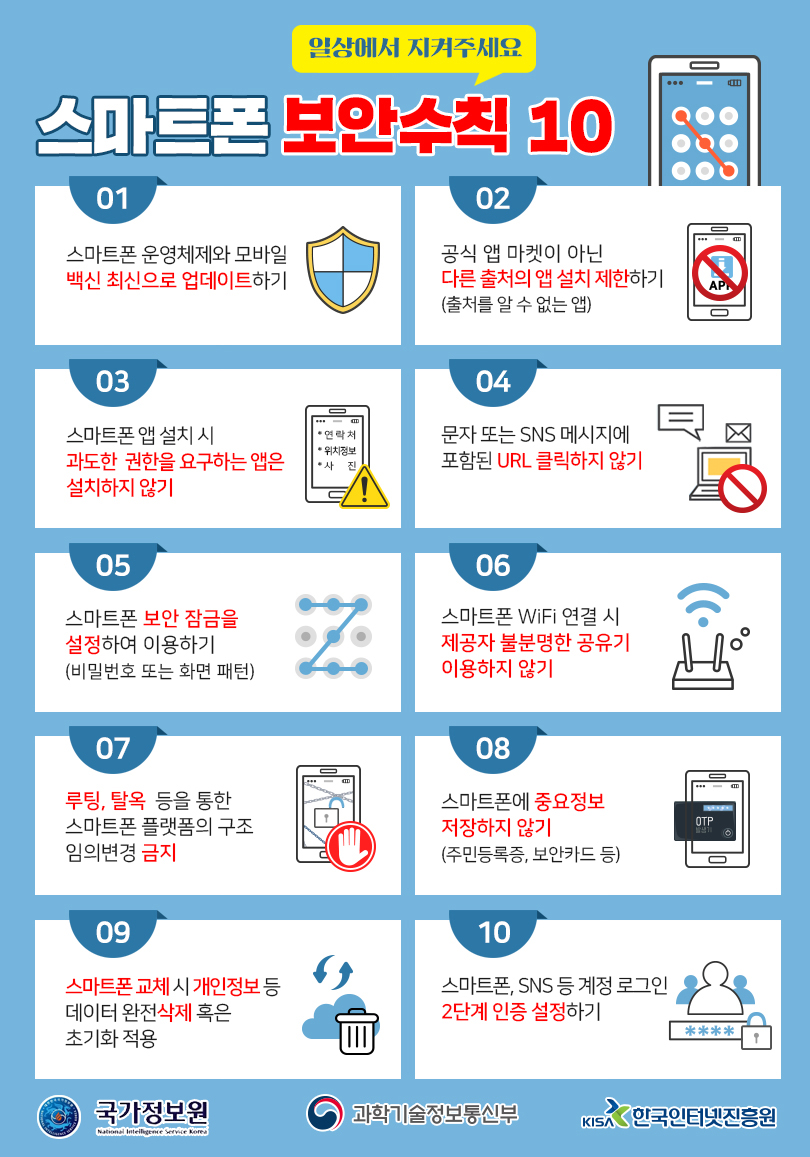 일상에서 지켜주세요
스마트폰 보안수칙 10
01
스마트폰 운영체제와 모바일
백신 최신으로 업데이트하기
02
공식 앱 마켓이 아닌
다른 출처의 앱 설치 제한하기
(출처를 알 수 없는 앱)
APK
03
스마트폰 앱 설치 시
과도한 권한을 요구하는 앱은
설치하지 않기
* 연락처
* 위치정보
* 사 진
04
문자 또는 SNS 메시지에
포함된 URL 클릭하지 않기
05
스마트폰 보안 잠금을
설정하여 이용하기
(비밀번호 또는 화면 패턴)
06
스마트폰 WiFi 연결 시
제공자 불분명한 공유기
이용하지 않기
07
루팅, 탈옥 등을 통한
스마트폰 플랫폼의 구조
임의변경 금지
08
스마트폰에 중요정보
저장하지 않기
(주민등록증, 보안카드 등)
OTP
발생기
09
스마트폰 교체 시 개인정보 등
데이터 완전삭제 혹은
초기화 적용
10
스마트폰, SNS 등 계정 로그인
2단계 인증 설정하기
****
국가정보원
National Intelligence Service Korea
과학기술정보통신부
KISA 한국인터넷진흥원